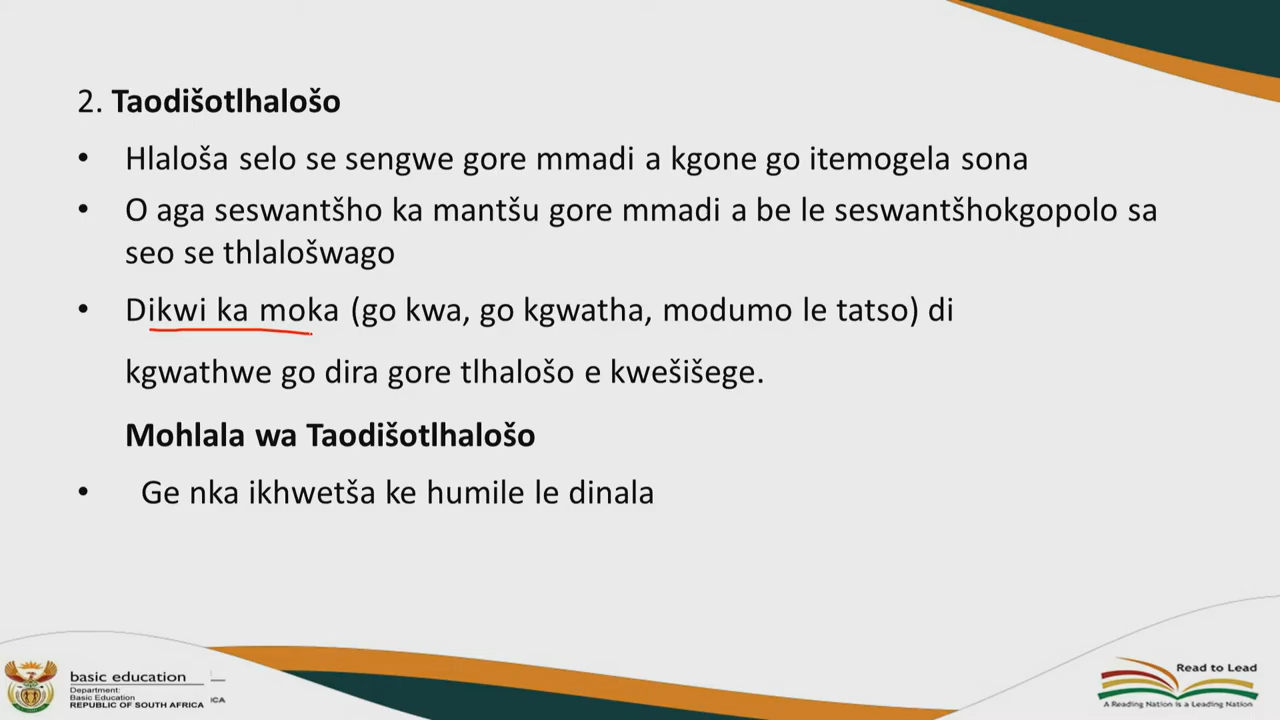 2. Taodišotlhalošo
• Hlaloša selo se sengwe gore mmadi a kgone go itemogela sona
• O aga seswantšho ka mantšu gore mmadi a be le seswantšhokgopolo sa
seo se thlalošwago
• Dikwi ka moka (go kwa, go kgwatha, modumo le tatso) di
kgwathwe go dira gore tlhalošo e kwešišege.
Mohlala wa Taodišotlhalošo
• Ge nka ikhwetša ke humile le dinala
basic education
Department:
Basic Education
REPUBLIC OF SOUTH AFRICA
ICA
Read to Lead
A Reading Nation is a Leading Nation